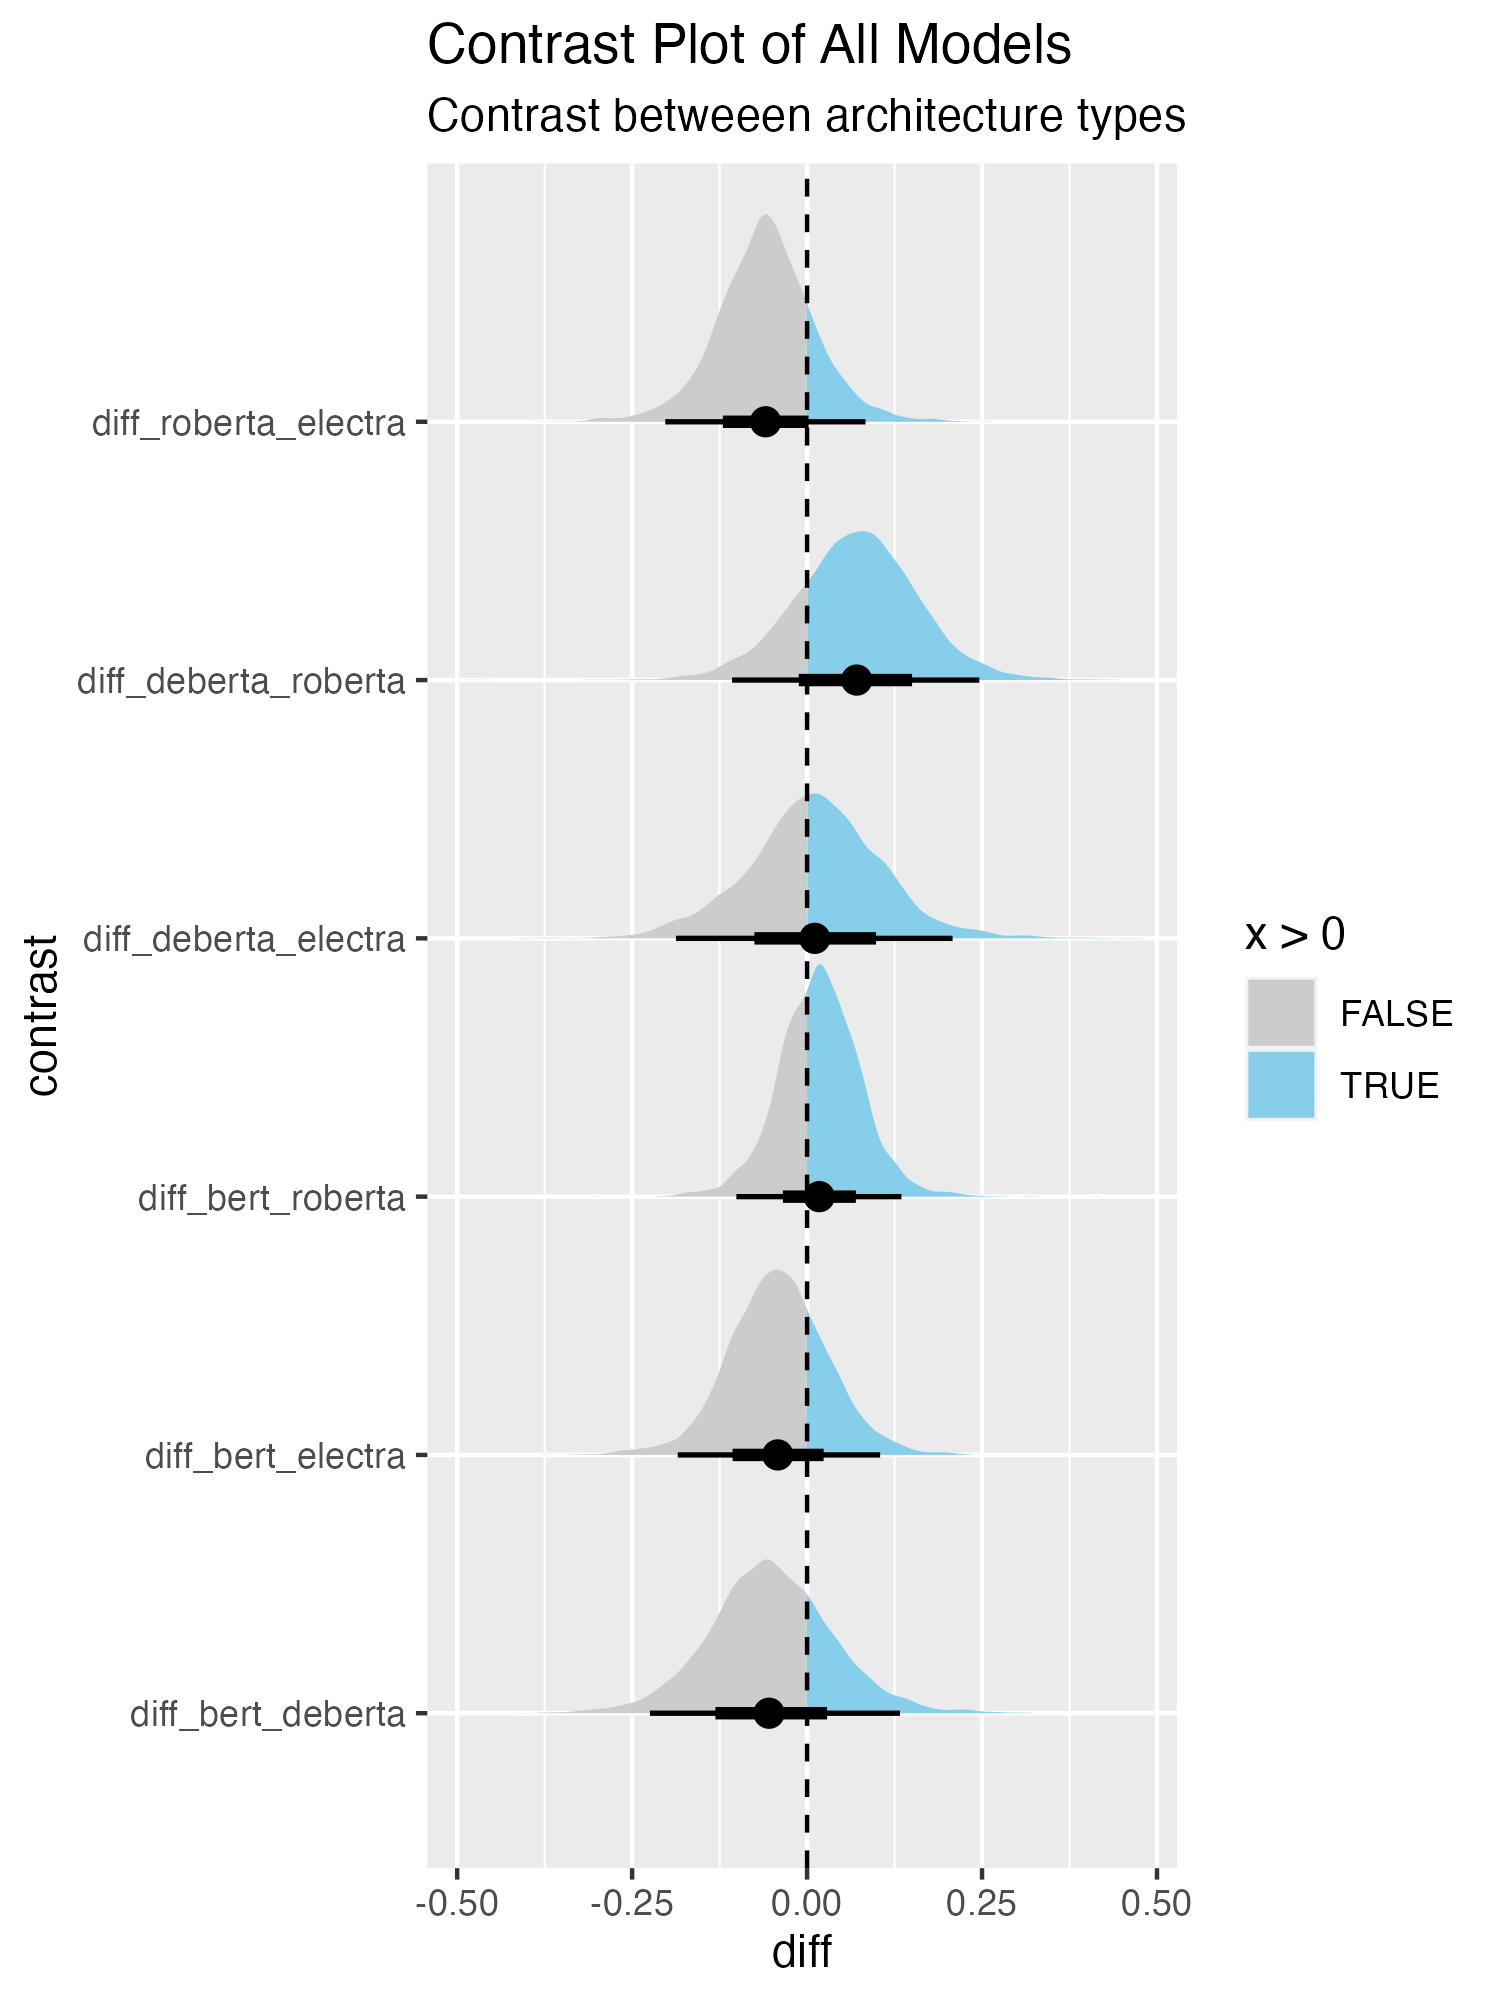 Contrast Plot of All Models
Contrast betweeen architecture types
diff_roberta_electra
diff_deberta_roberta
diff_deberta_electra
diff_bert_roberta
diff_bert_electra
diff_bert_deberta
contrast
-0.50 -0.25 0.00 0.25 0.50
diff
x > 0
FALSE
TRUE